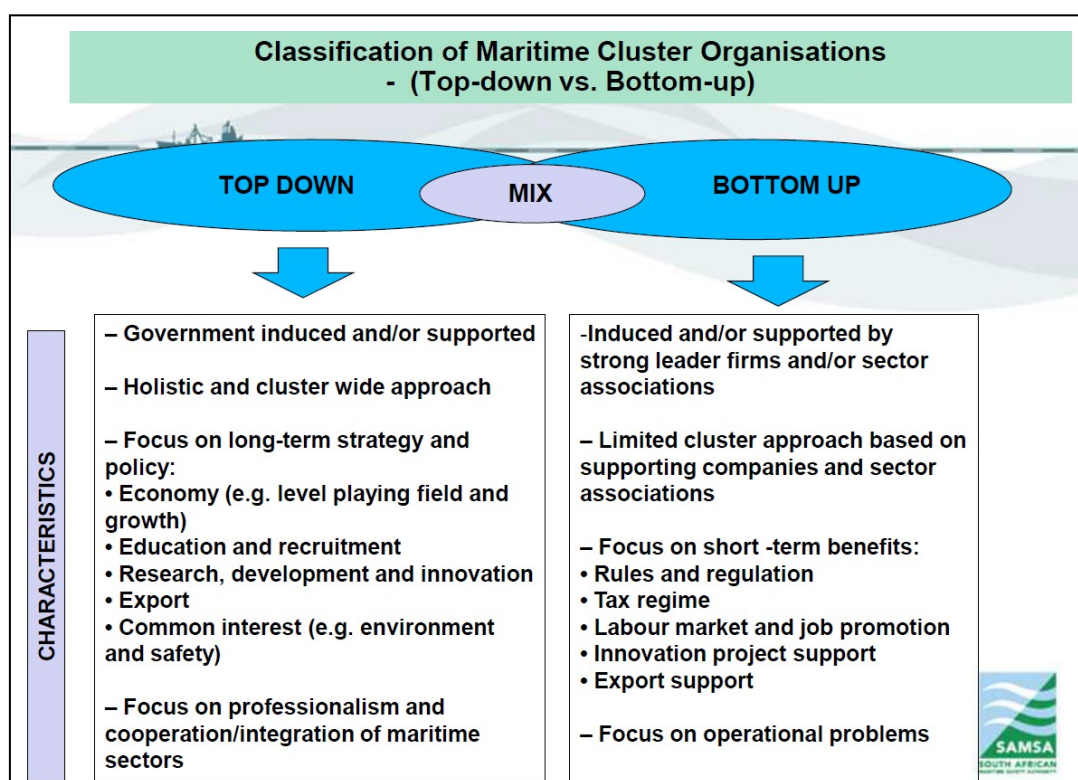 Classification of Maritime Cluster Organisations
- (Top-down vs. Bottom-up)
TOP DOWN
MIX
BOTTOM UP
CHARACTERISTICS
– Government induced and/or supported
– Holistic and cluster wide approach
– Focus on long-term strategy and
policy:
• Economy (e.g. level playing field and
growth)
• Education and recruitment
• Research, development and innovation
• Export
• Common interest (e.g. environment
and safety)
– Focus on professionalism and
cooperation/integration of maritime
sectors
-Induced and/or supported by
strong leader firms and/or sector
associations
– Limited cluster approach based on
supporting companies and sector
associations
– Focus on short -term benefits:
• Rules and regulation
• Tax regime
• Labour market and job promotion
• Innovation project support
• Export support
– Focus on operational problems
SAMSA
SOUTH AFRICAN